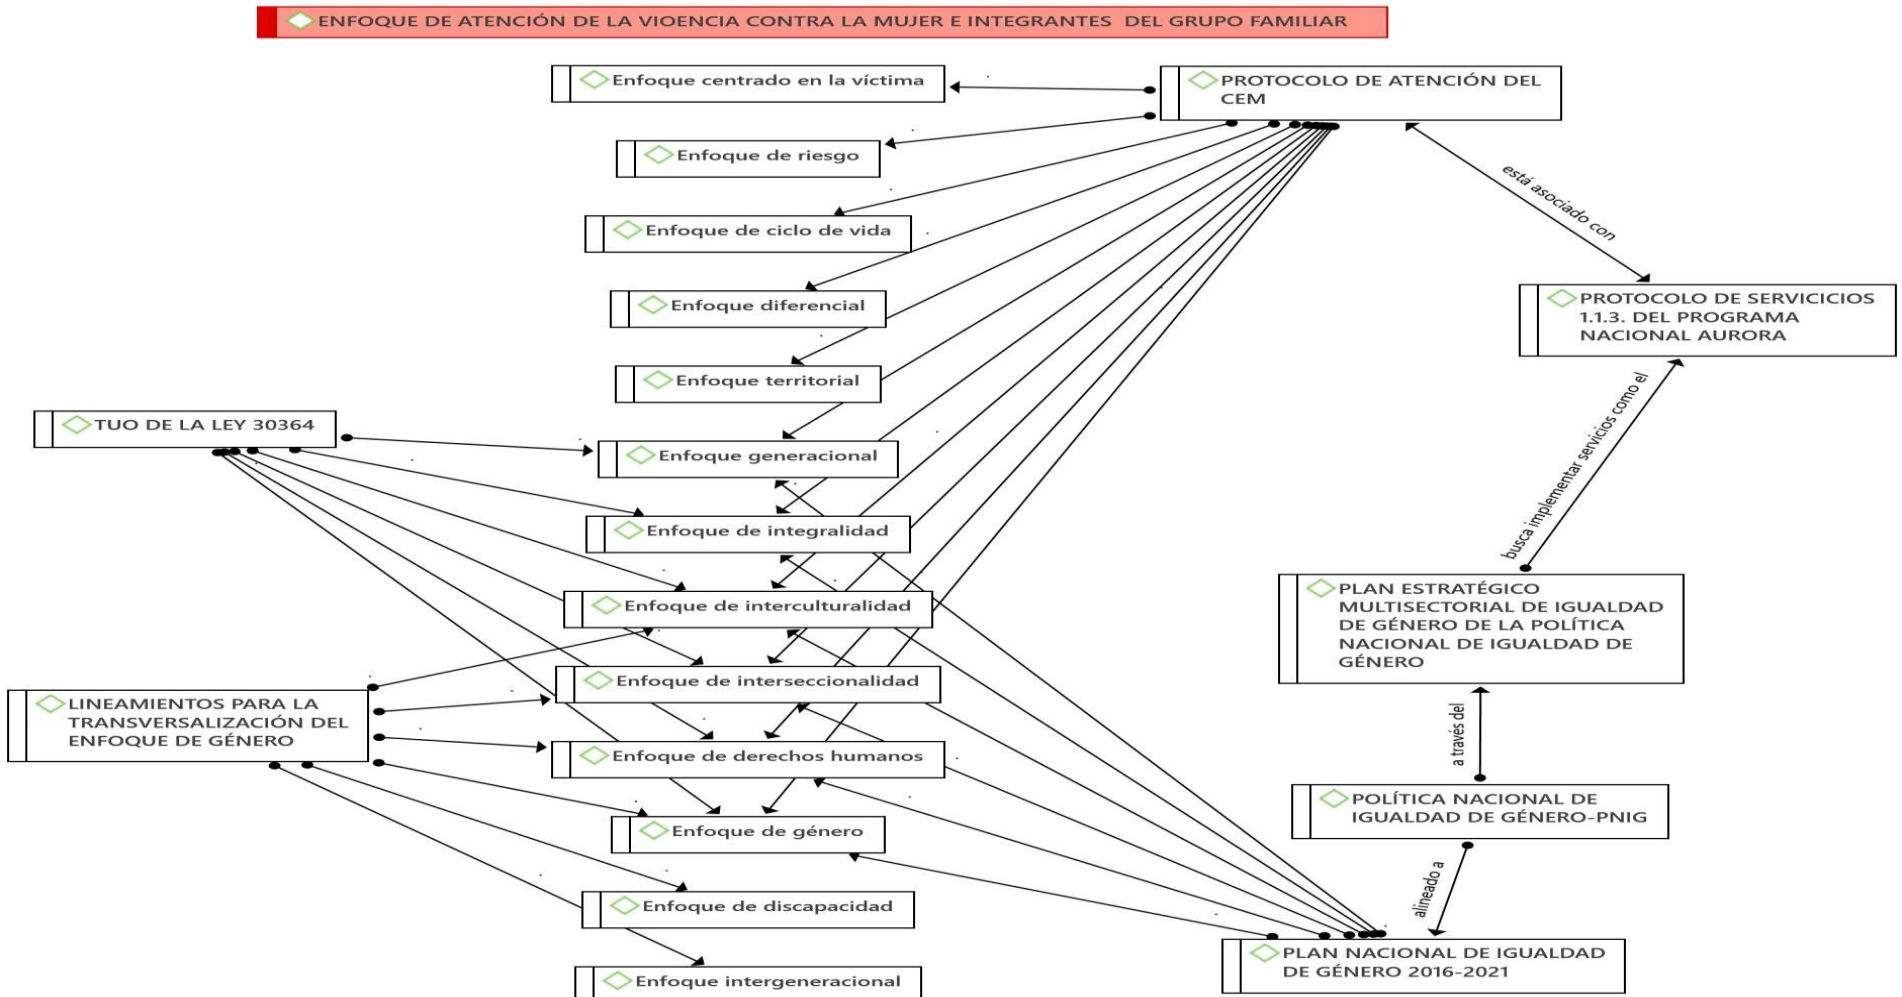 ENFOQUE DE ATENCIÓN DE LA VIOENCIA CONTRA LA MUJER E INTEGRANTES DEL GRUPO FAMILIAR
Enfoque centrado en la víctima
PROTOCOLO DE ATENCIÓN DEL
CEM
Enfoque de riesgo
está asociado con
Enfoque de ciclo de vida
Enfoque diferencial
PROTOCOLO DE SERVICICIOS
1.1.3. DEL PROGRAMA
NACIONAL AURORA
Enfoque territorial
TUO DE LA LEY 30364
Enfoque generacional
busca implementar servicios como el
Enfoque de integralidad
Enfoque de interculturalidad
PLAN ESTRATÉGICO
MULTISECTORIAL DE IGUALDAD
DE GÉNERO DE LA POLÍTICA
NACIONAL DE IGUALDAD DE
GÉNERO
Enfoque de interseccionalidad
LINEAMIENTOS PARA LA
TRANSVERSALIZACIÓN DEL
ENFOQUE DE GÉNERO
a través del
Enfoque de derechos humanos
POLÍTICA NACIONAL DE
IGUALDAD DE GÉNERO-PNIG
Enfoque de género
alineado a
Enfoque de discapacidad
PLAN NACIONAL DE IGUALDAD
DE GÉNERO 2016-2021
Enfoque intergeneracional